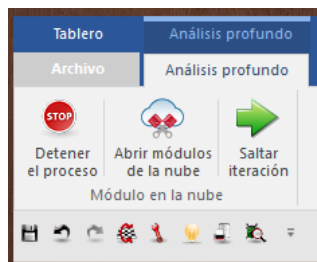 Tablero
Análisis profundo
Archivo
Análisis profundo
STOP
Detener
el proceso
Abrir módulos
de la nube
Saltar
iteración
Módulo en la nube